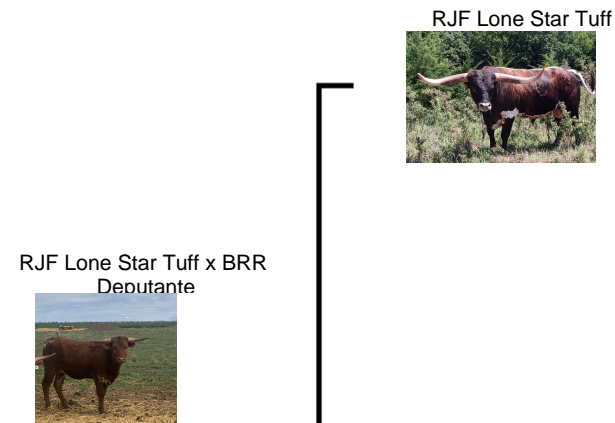 RJF Lone Star Tuff
RJF Lone Star Tuff x BRR
Deputante